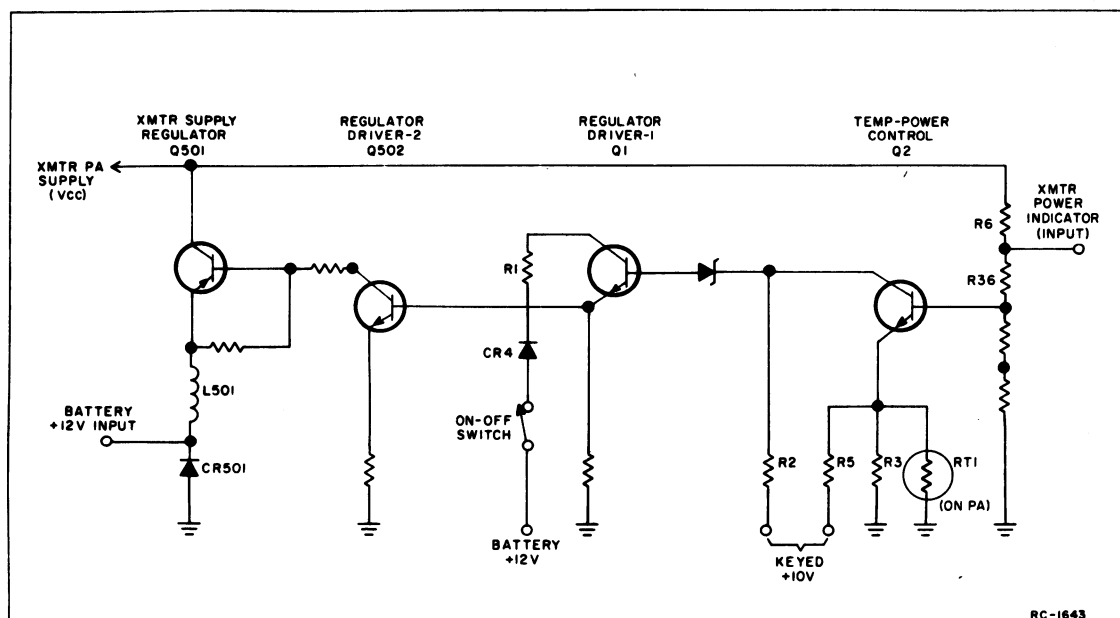 XMTR SUPPLY
REGULATOR
Q501
REGULATOR
DRIVER-2
Q502
REGULATOR
DRIVER-1
Q1
TEMP-POWER
CONTROL
Q2
XMTR PA
SUPPLY
(VCC)
XMTR
POWER
INDICATOR
(INPUT)
R6
R1
R36
CR4
L501
BATTERY
+12V INPUT
ON-OFF
SWITCH
CR501
R2
R5
R3
RT1
(ON PA)
BATTERY
+12V
KEYED
+10V
RC-1643